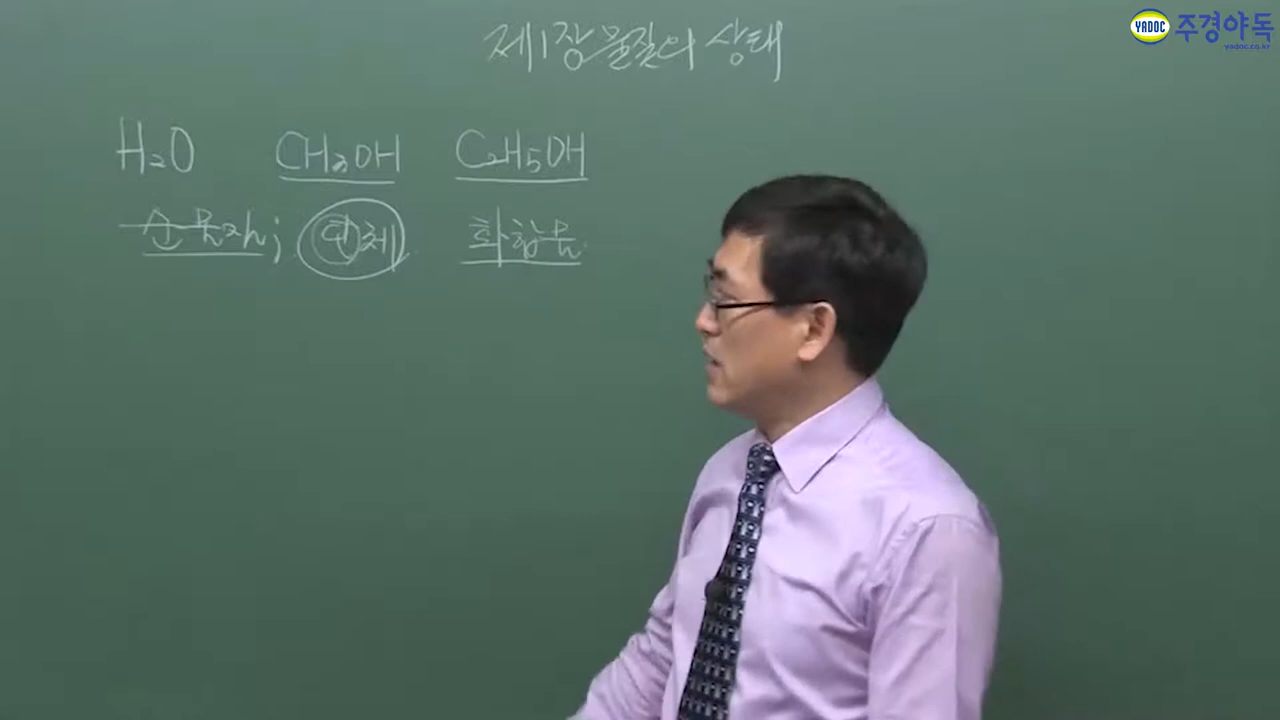 제1장 물질의 상태
YADOC 주경야독
yadoc.co.kr
H₂O CH₃OH C₂H₅OH
순물질; 단체 화합물